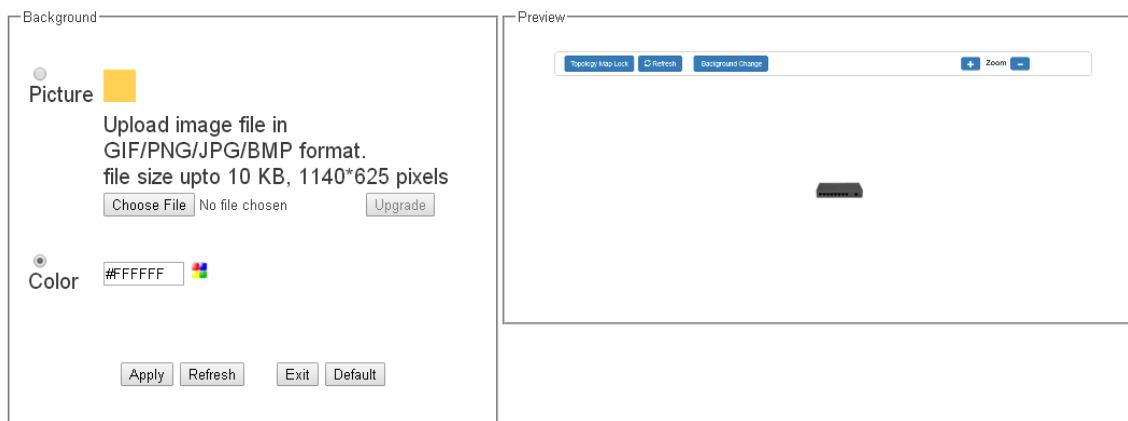 Background
Picture
Upload image file in
GIF/PNG/JPG/BMP format.
file size upto 10 KB, 1140*625 pixels
Choose File No file chosen Upgrade
Color #FFFFFF
Apply Refresh Exit Default
Preview
Topology Map Lock Refresh Background Change + Zoom −